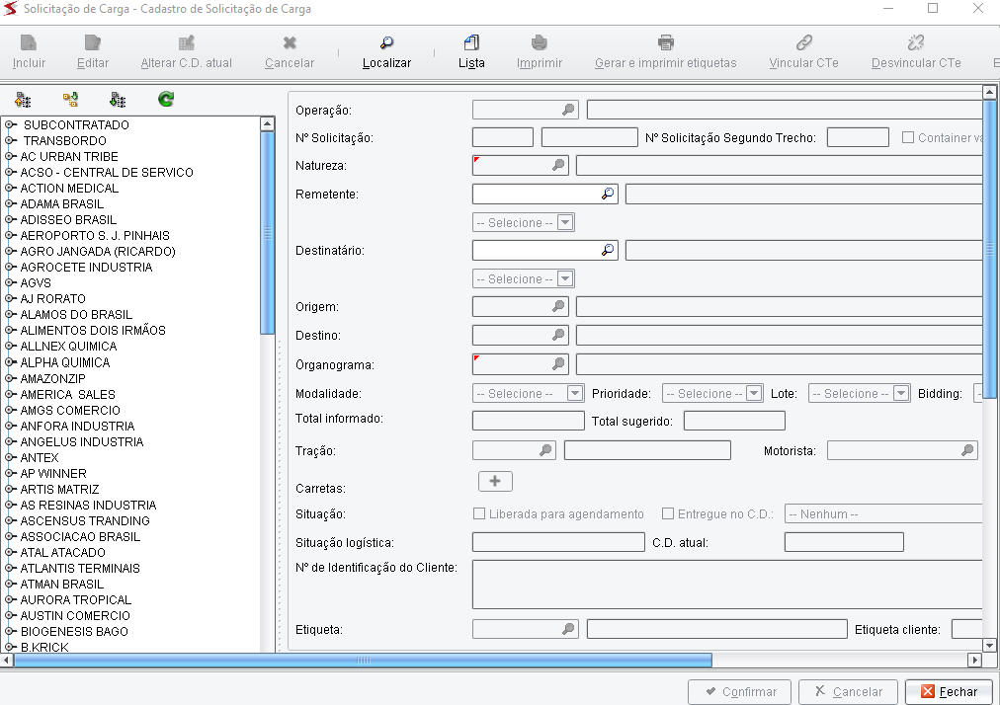 Solicitação de Carga - Cadastro de Solicitação de Carga
Incluir Editar Alterar C.D. atual Cancelar Localizar Lista Imprimir Gerar e imprimir etiquetas Vincular CTe Desvincular CTe E
SUBCONTRATADO
TRANSBORDO
AC URBAN TRIBE
ACSO - CENTRAL DE SERVICO
ACTION MEDICAL
ADAMA BRASIL
ADISSEO BRASIL
AEROPORTO S. J. PINHAIS
AGRO JANGADA (RICARDO)
AGROCETE INDUSTRIA
AGVS
AJ RORATO
ALAMOS DO BRASIL
ALIMENTOS DOIS IRMÃOS
ALLNEX QUIMICA
ALPHA QUIMICA
AMAZONZIP
AMERICA  SALES
AMGS COMERCIO
ANFORA INDUSTRIA
ANGELUS INDUSTRIA
ANTEX
AP WINNER
ARTIS MATRIZ
AS RESINAS INDUSTRIA
ASCENSUS TRANDING
ASSOCIACAO BRASIL
ATAL ATACADO
ATLANTIS TERMINAIS
ATMAN BRASIL
AURORA TROPICAL
AUSTIN COMERCIO
BIOGENESIS BAGO
B.KRICK
Operação:
Nº Solicitação: Nº Solicitação Segundo Trecho: Container va
Natureza:
Remetente:
-- Selecione --
Destinatário:
-- Selecione --
Origem:
Destino:
Organograma:
Modalidade: -- Selecione -- Prioridade: -- Selecione -- Lote: -- Selecione -- Bidding: -
Total informado: Total sugerido:
Tração: Motorista:
Carretas: +
Situação: Liberada para agendamento Entregue no C.D.: -- Nenhum --
Situação logística: C.D. atual:
Nº de Identificação do Cliente:
Etiqueta: Etiqueta cliente:
Confirmar Cancelar Fechar